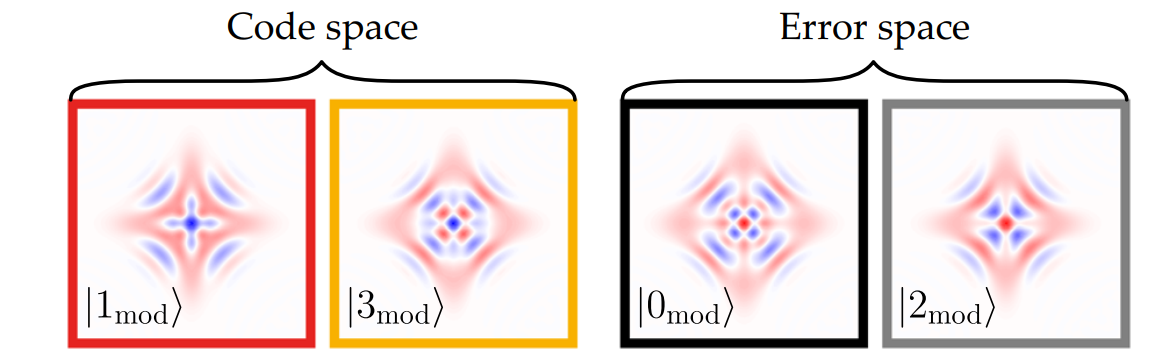 Code space
Error space
|1mod⟩
|3mod⟩
|0mod⟩
|2mod⟩